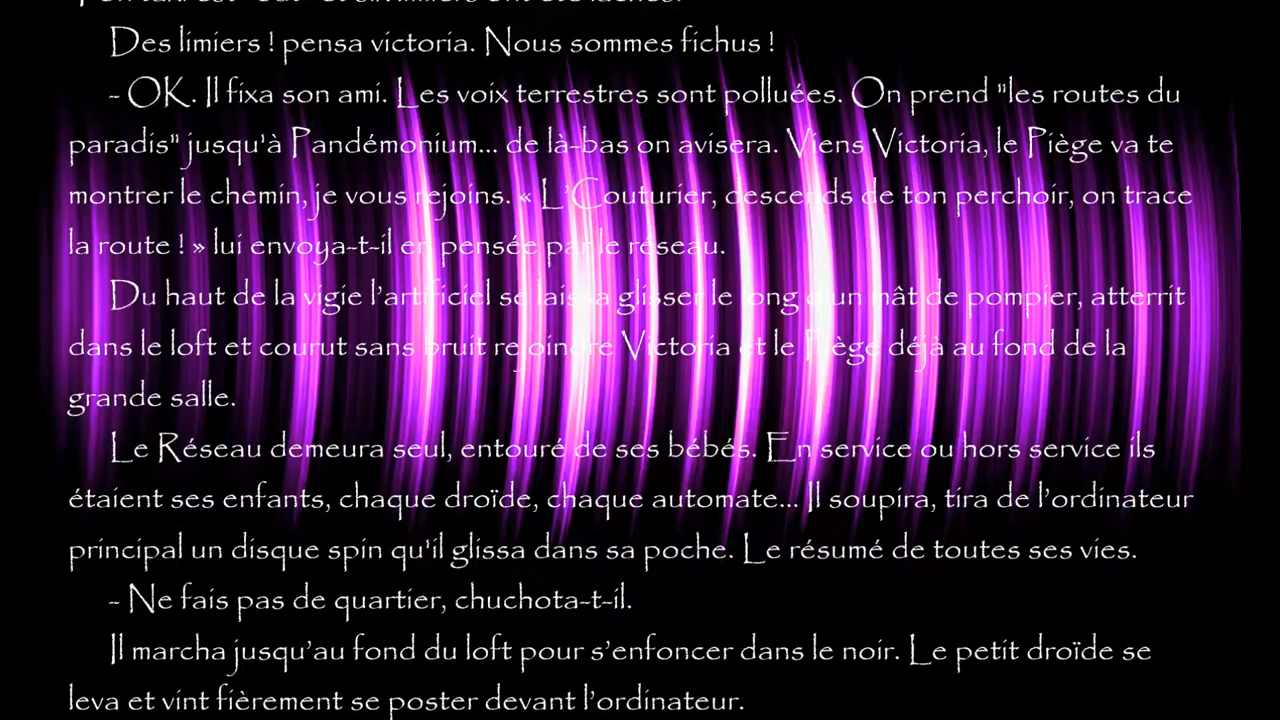 Des limiers ! pensa victoria. Nous sommes fichus !
- OK. Il fixa son ami. Les voix terrestres sont polluées. On prend "les routes du
paradis" jusqu'à Pandémonium... de là-bas on avisera. Viens Victoria, le Piège va te
montrer le chemin, je vous rejoins. « L'Couturier, descends de ton perchoir, on trace
la route ! » lui envoya-t-il en pensée par le réseau.
Du haut de la vigie l'artificiel se laissa glisser le long d'un mât de pompier, atterrit
dans le loft et courut sans bruit rejoindre Victoria et le Piège déjà au fond de la
grande salle.
Le Réseau demeura seul, entouré de ses bébés. En service ou hors service ils
étaient ses enfants, chaque droïde, chaque automate... Il soupira, tira de l'ordinateur
principal un disque spin qu'il glissa dans sa poche. Le résumé de toutes ses vies.
- Ne fais pas de quartier, chuchota-t-il.
Il marcha jusqu'au fond du loft pour s'enfoncer dans le noir. Le petit droïde se
leva et vint fièrement se poster devant l'ordinateur.